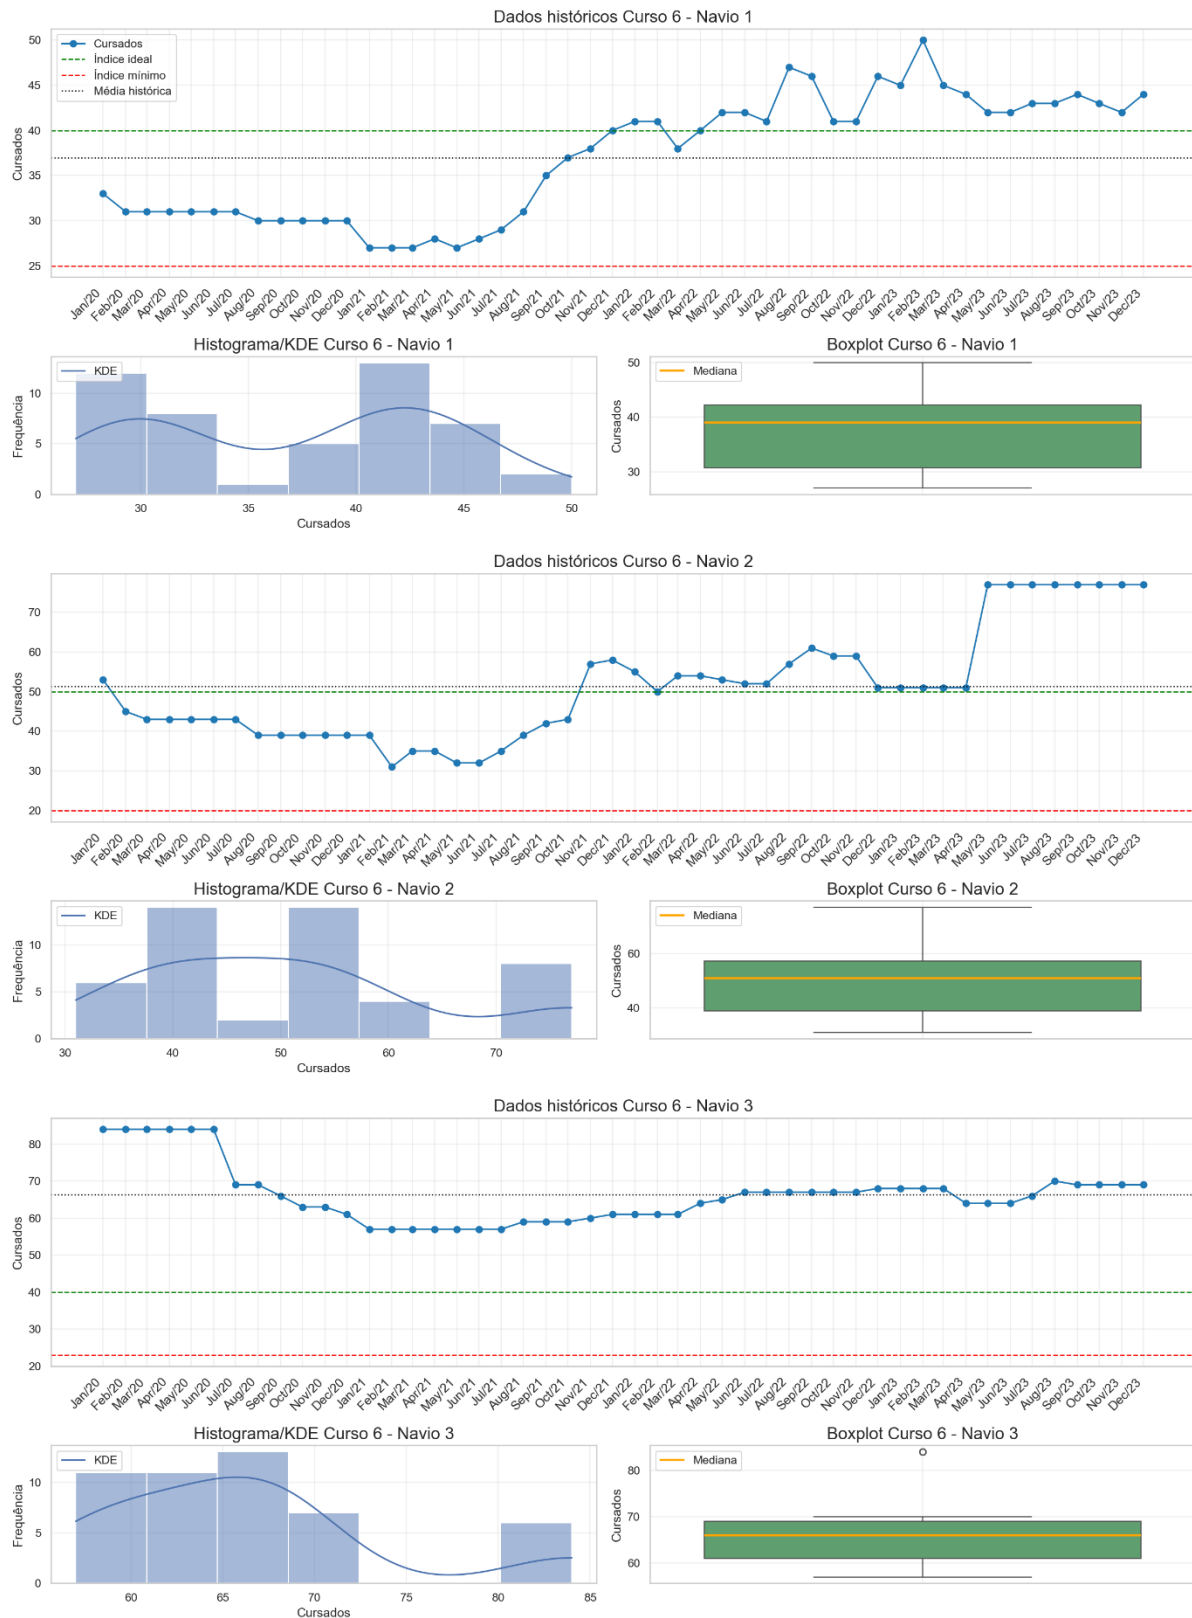 Dados históricos Curso 6 - Navio 1
Cursados
Índice ideal
Índice mínimo
Média histórica
50
45
40
35
30
25
Cursados
Jan/20 Feb/20 Mar/20 Apr/20 May/20 Jun/20 Jul/20 Aug/20 Sep/20 Oct/20 Nov/20 Dec/20 Jan/21 Feb/21 Mar/21 Apr/21 May/21 Jun/21 Jul/21 Aug/21 Sep/21 Oct/21 Nov/21 Dec/21 Jan/22 Feb/22 Mar/22 Apr/22 May/22 Jun/22 Jul/22 Aug/22 Sep/22 Oct/22 Nov/22 Dec/22 Jan/23 Feb/23 Mar/23 Apr/23 May/23 Jun/23 Jul/23 Aug/23 Sep/23 Oct/23 Nov/23 Dec/23
Histograma/KDE Curso 6 - Navio 1
KDE
10
5
0
Frequência
30 35 40 45 50
Cursados
Boxplot Curso 6 - Navio 1
Mediana
50
40
30
Cursados
Dados históricos Curso 6 - Navio 2
70
60
50
40
30
20
Cursados
Jan/20 Feb/20 Mar/20 Apr/20 May/20 Jun/20 Jul/20 Aug/20 Sep/20 Oct/20 Nov/20 Dec/20 Jan/21 Feb/21 Mar/21 Apr/21 May/21 Jun/21 Jul/21 Aug/21 Sep/21 Oct/21 Nov/21 Dec/21 Jan/22 Feb/22 Mar/22 Apr/22 May/22 Jun/22 Jul/22 Aug/22 Sep/22 Oct/22 Nov/22 Dec/22 Jan/23 Feb/23 Mar/23 Apr/23 May/23 Jun/23 Jul/23 Aug/23 Sep/23 Oct/23 Nov/23 Dec/23
Histograma/KDE Curso 6 - Navio 2
KDE
10
5
0
Frequência
30 40 50 60 70
Cursados
Boxplot Curso 6 - Navio 2
Mediana
60
40
Cursados
Dados históricos Curso 6 - Navio 3
80
70
60
50
40
30
20
Cursados
Jan/20 Feb/20 Mar/20 Apr/20 May/20 Jun/20 Jul/20 Aug/20 Sep/20 Oct/20 Nov/20 Dec/20 Jan/21 Feb/21 Mar/21 Apr/21 May/21 Jun/21 Jul/21 Aug/21 Sep/21 Oct/21 Nov/21 Dec/21 Jan/22 Feb/22 Mar/22 Apr/22 May/22 Jun/22 Jul/22 Aug/22 Sep/22 Oct/22 Nov/22 Dec/22 Jan/23 Feb/23 Mar/23 Apr/23 May/23 Jun/23 Jul/23 Aug/23 Sep/23 Oct/23 Nov/23 Dec/23
Histograma/KDE Curso 6 - Navio 3
KDE
10
5
0
Frequência
60 65 70 75 80 85
Cursados
Boxplot Curso 6 - Navio 3
Mediana
80
70
60
Cursados